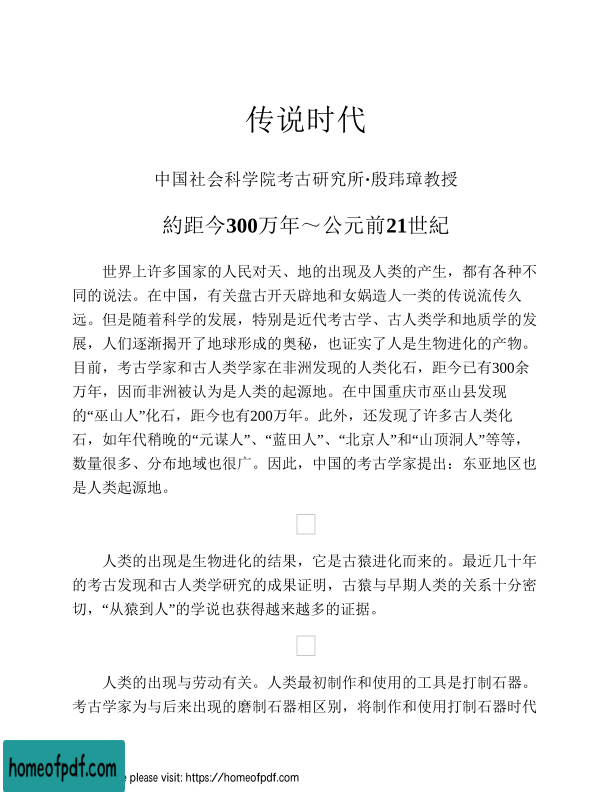 传说时代
中国社会科学院考古研究所·殷玮璋教授
約距今300万年～公元前21世紀
世界上许多国家的人民对天、地的出现及人类的产生，都有各种不
同的说法。在中国，有关盘古开天辟地和女娲造人一类的传说流传久
远。但是随着科学的发展，特别是近代考古学、古人类学和地质学的发
展，人们逐渐揭开了地球形成的奥秘，也证实了人是生物进化的产物。
目前，考古学家和古人类学家在非洲发现的人类化石，距今已有300余
万年，因而非洲被认为是人类的起源地。在中国重庆市巫山县发现
的“巫山人”化石，距今也有200万年。此外，还发现了许多古人类化
石，如年代稍晚的“元谋人”、“蓝田人”、“北京人”和“山顶洞人”等等，
数量很多、分布地域也很广。因此，中国的考古学家提出：东亚地区也
是人类起源地。
人类的出现是生物进化的结果，它是古猿进化而来的。最近几十年
的考古发现和古人类学研究的成果证明，古猿与早期人类的关系十分密
切，“从猿到人”的学说也获得越来越多的证据。
人类的出现与劳动有关。人类最初制作和使用的工具是打制石器。
考古学家为与后来出现的磨制石器相区别，将制作和使用打制石器时代
homeofpdf.com
please visit: https://homeofpdf.com